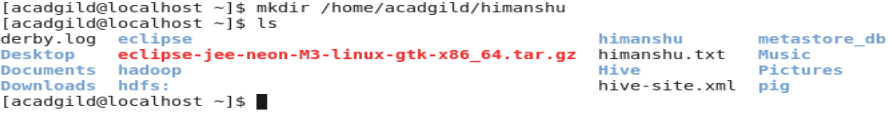 [acadgild@localhost ~]$ mkdir /home/acadgild/himanshu
[acadgild@localhost ~]$ ls
derby.log  eclipse                                        himanshu       metastore_db
Desktop    eclipse-jee-neon-M3-linux-gtk-x86_64.tar.gz  himanshu.txt   Music
Documents  hadoop                                         Hive           Pictures
Downloads  hdfs:                                          hive-site.xml  pig
[acadgild@localhost ~]$